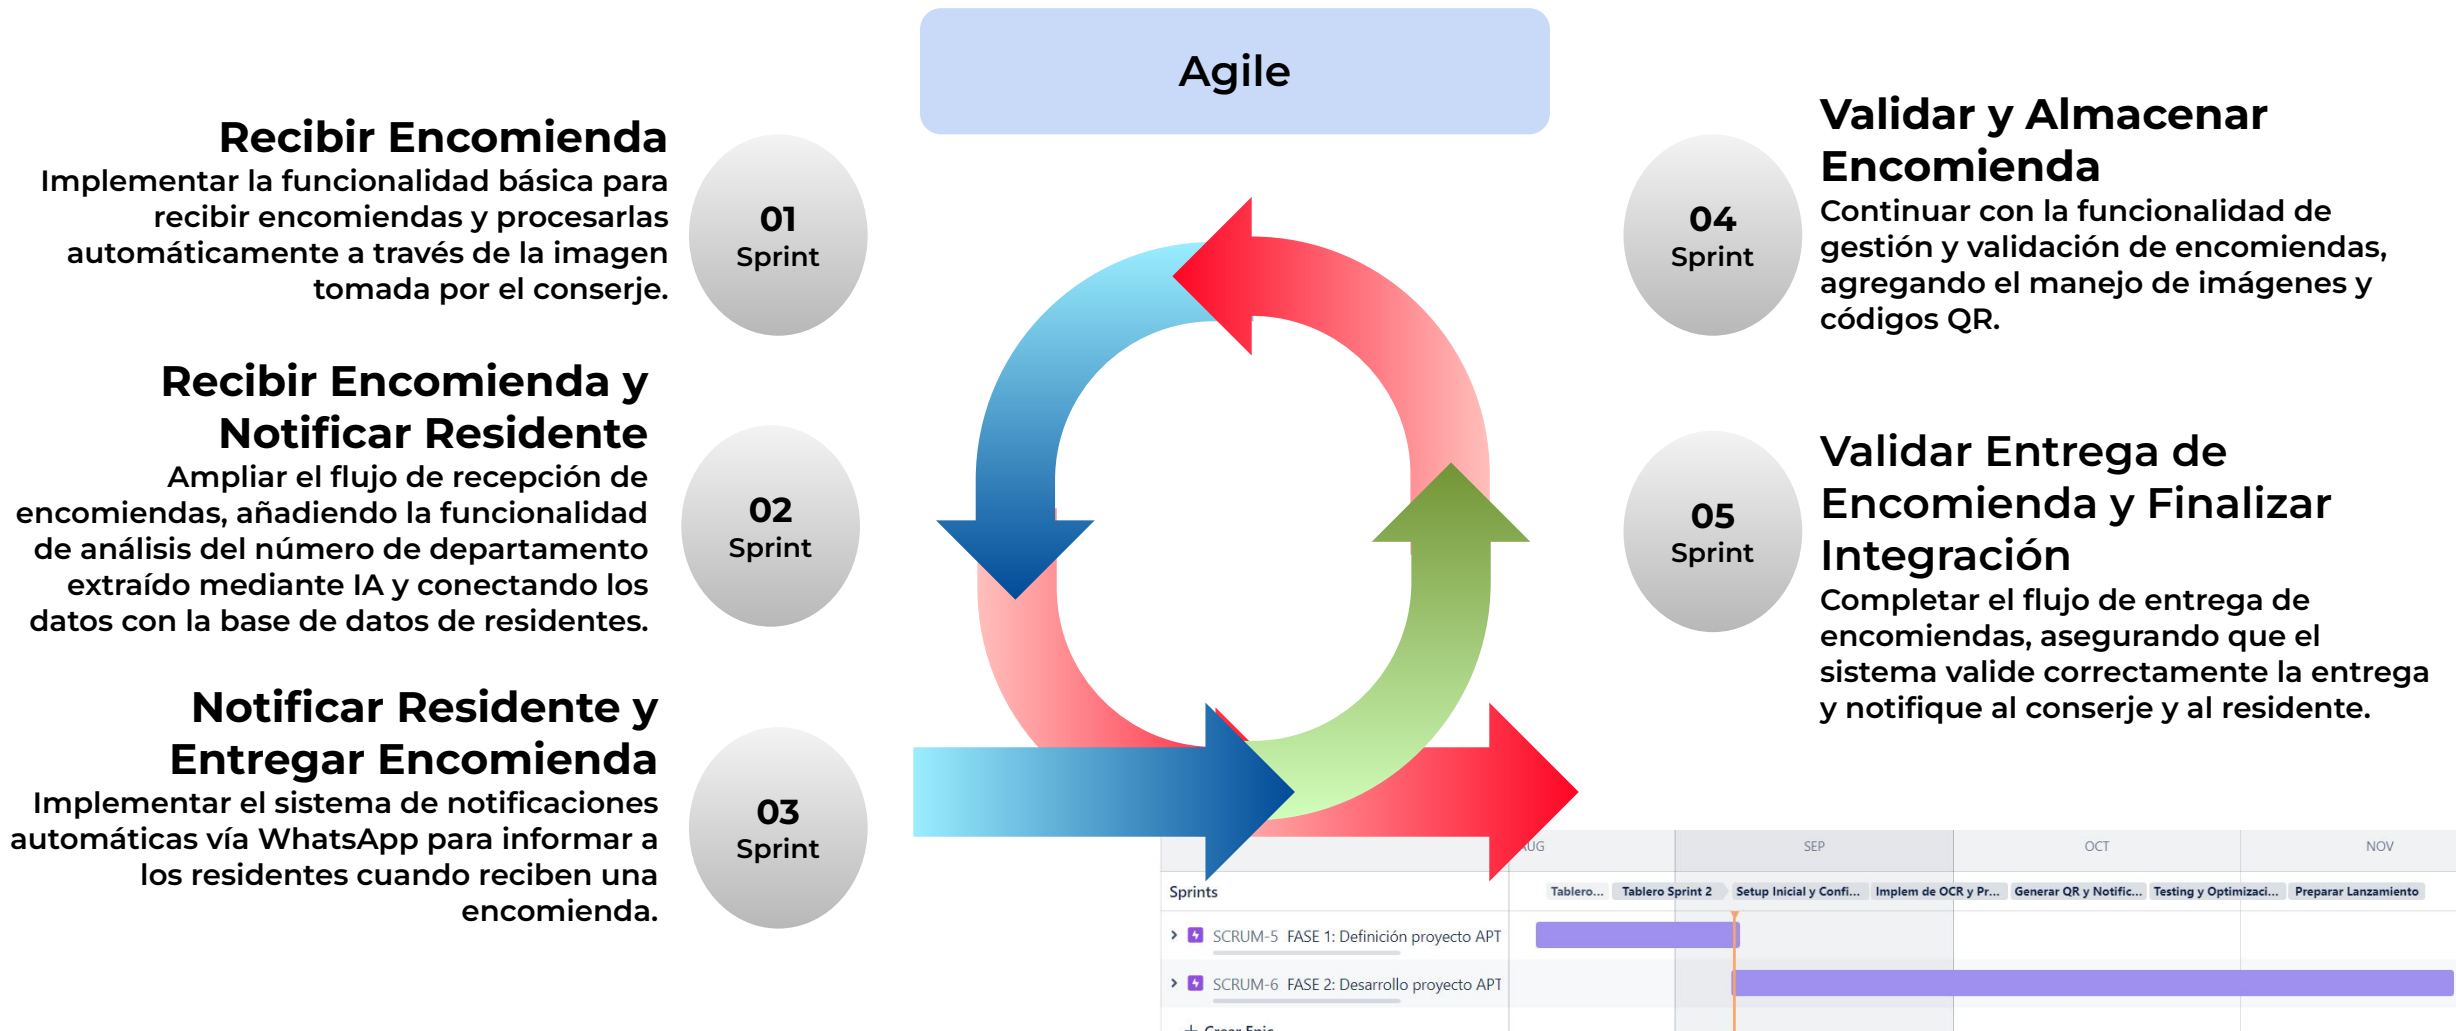 Agile
Recibir Encomienda
Implementar la funcionalidad básica para
recibir encomiendas y procesarlas
automáticamente a través de la imagen
tomada por el conserje.
01
Sprint
Recibir Encomienda y
Notificar Residente
Ampliar el flujo de recepción de
encomiendas, añadiendo la funcionalidad
de análisis del número de departamento
extraído mediante IA y conectando los
datos con la base de datos de residentes.
02
Sprint
Notificar Residente y
Entregar Encomienda
Implementar el sistema de notificaciones
automáticas vía WhatsApp para informar a
los residentes cuando reciben una
encomienda.
03
Sprint
04
Sprint
Validar y Almacenar
Encomienda
Continuar con la funcionalidad de
gestión y validación de encomiendas,
agregando el manejo de imágenes y
códigos QR.
05
Sprint
Validar Entrega de
Encomienda y Finalizar
Integración
Completar el flujo de entrega de
encomiendas, asegurando que el
sistema valide correctamente la entrega
y notifique al conserje y al residente.
UG SEP OCT NOV
Sprints Tablero... Tablero Sprint 2 Setup Inicial y Confi... Implem de OCR y Pr... Generar QR y Notific... Testing y Optimizaci... Preparar Lanzamiento
SCRUM-5 FASE 1: Definición proyecto APT
SCRUM-6 FASE 2: Desarrollo proyecto APT
+ Crear Epic